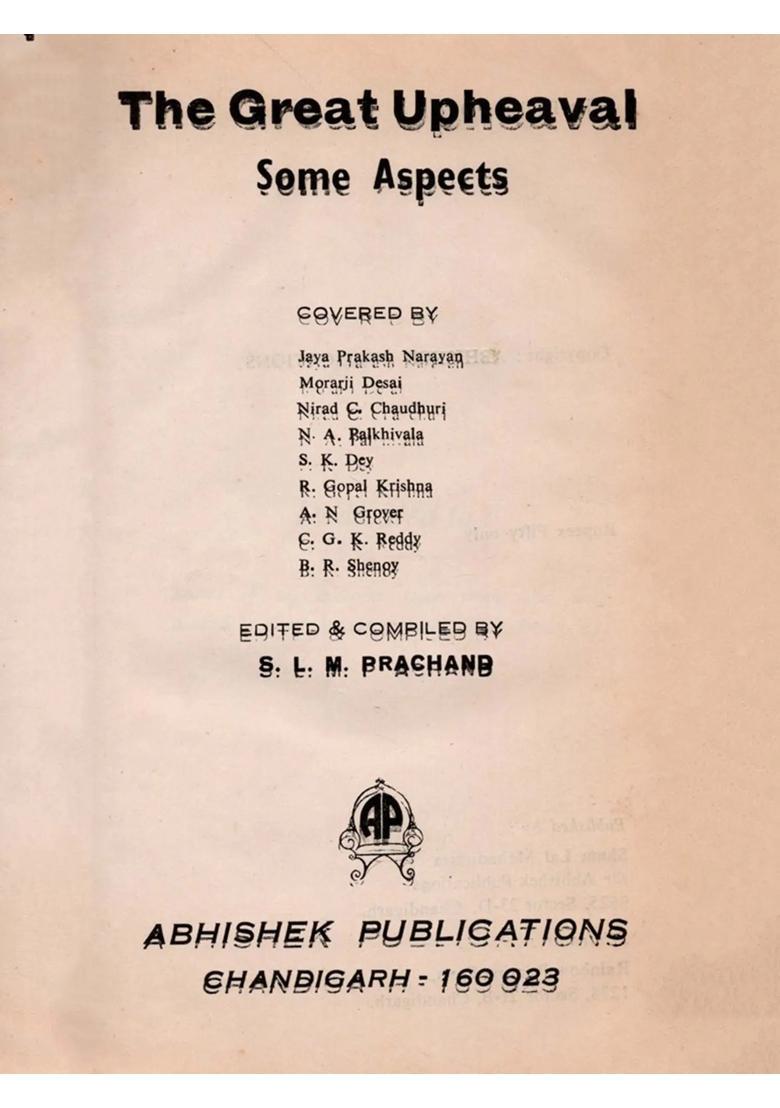 The Great Upheaval
Some Aspects
COVERED BY
Jaya Prakash Narayan
Morarji Desai
Nirad C. Chaudhuri
N. A. Palkhivala
S. K. Dey
R. Gopal Krishna
A. N Grover
C. G. K. Reddy
B. R. Shenoy
EDITED & COMPILED BY
S. L. M. PRACHAND
AP
ABHISHEK PUBLICATIONS
CHANDIGARH - 160 023